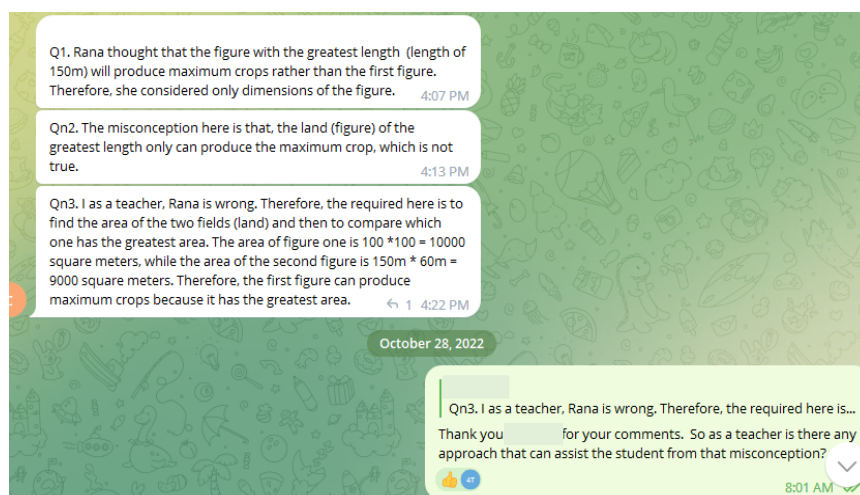 Q1. Rana thought that the figure with the greatest length (length of
150m) will produce maximum crops rather than the first figure.
Therefore, she considered only dimensions of the figure. 4:07 PM
Qn2. The misconception here is that, the land (figure) of the
greatest length only can produce the maximum crop, which is not
true. 4:13 PM
Qn3. I as a teacher, Rana is wrong. Therefore, the required here is to
find the area of the two fields (land) and then to compare which
one has the greatest area. The area of figure one is 100 *100 = 10000
square meters, while the area of the second figure is 150m * 60m =
9000 square meters. Therefore, the first figure can produce
maximum crops because it has the greatest area. 1 4:22 PM
October 28, 2022
Qn3. I as a teacher, Rana is wrong. Therefore, the required here is...
Thank you for your comments. So as a teacher is there any
approach that can assist the student from that misconception?
8:01 AM